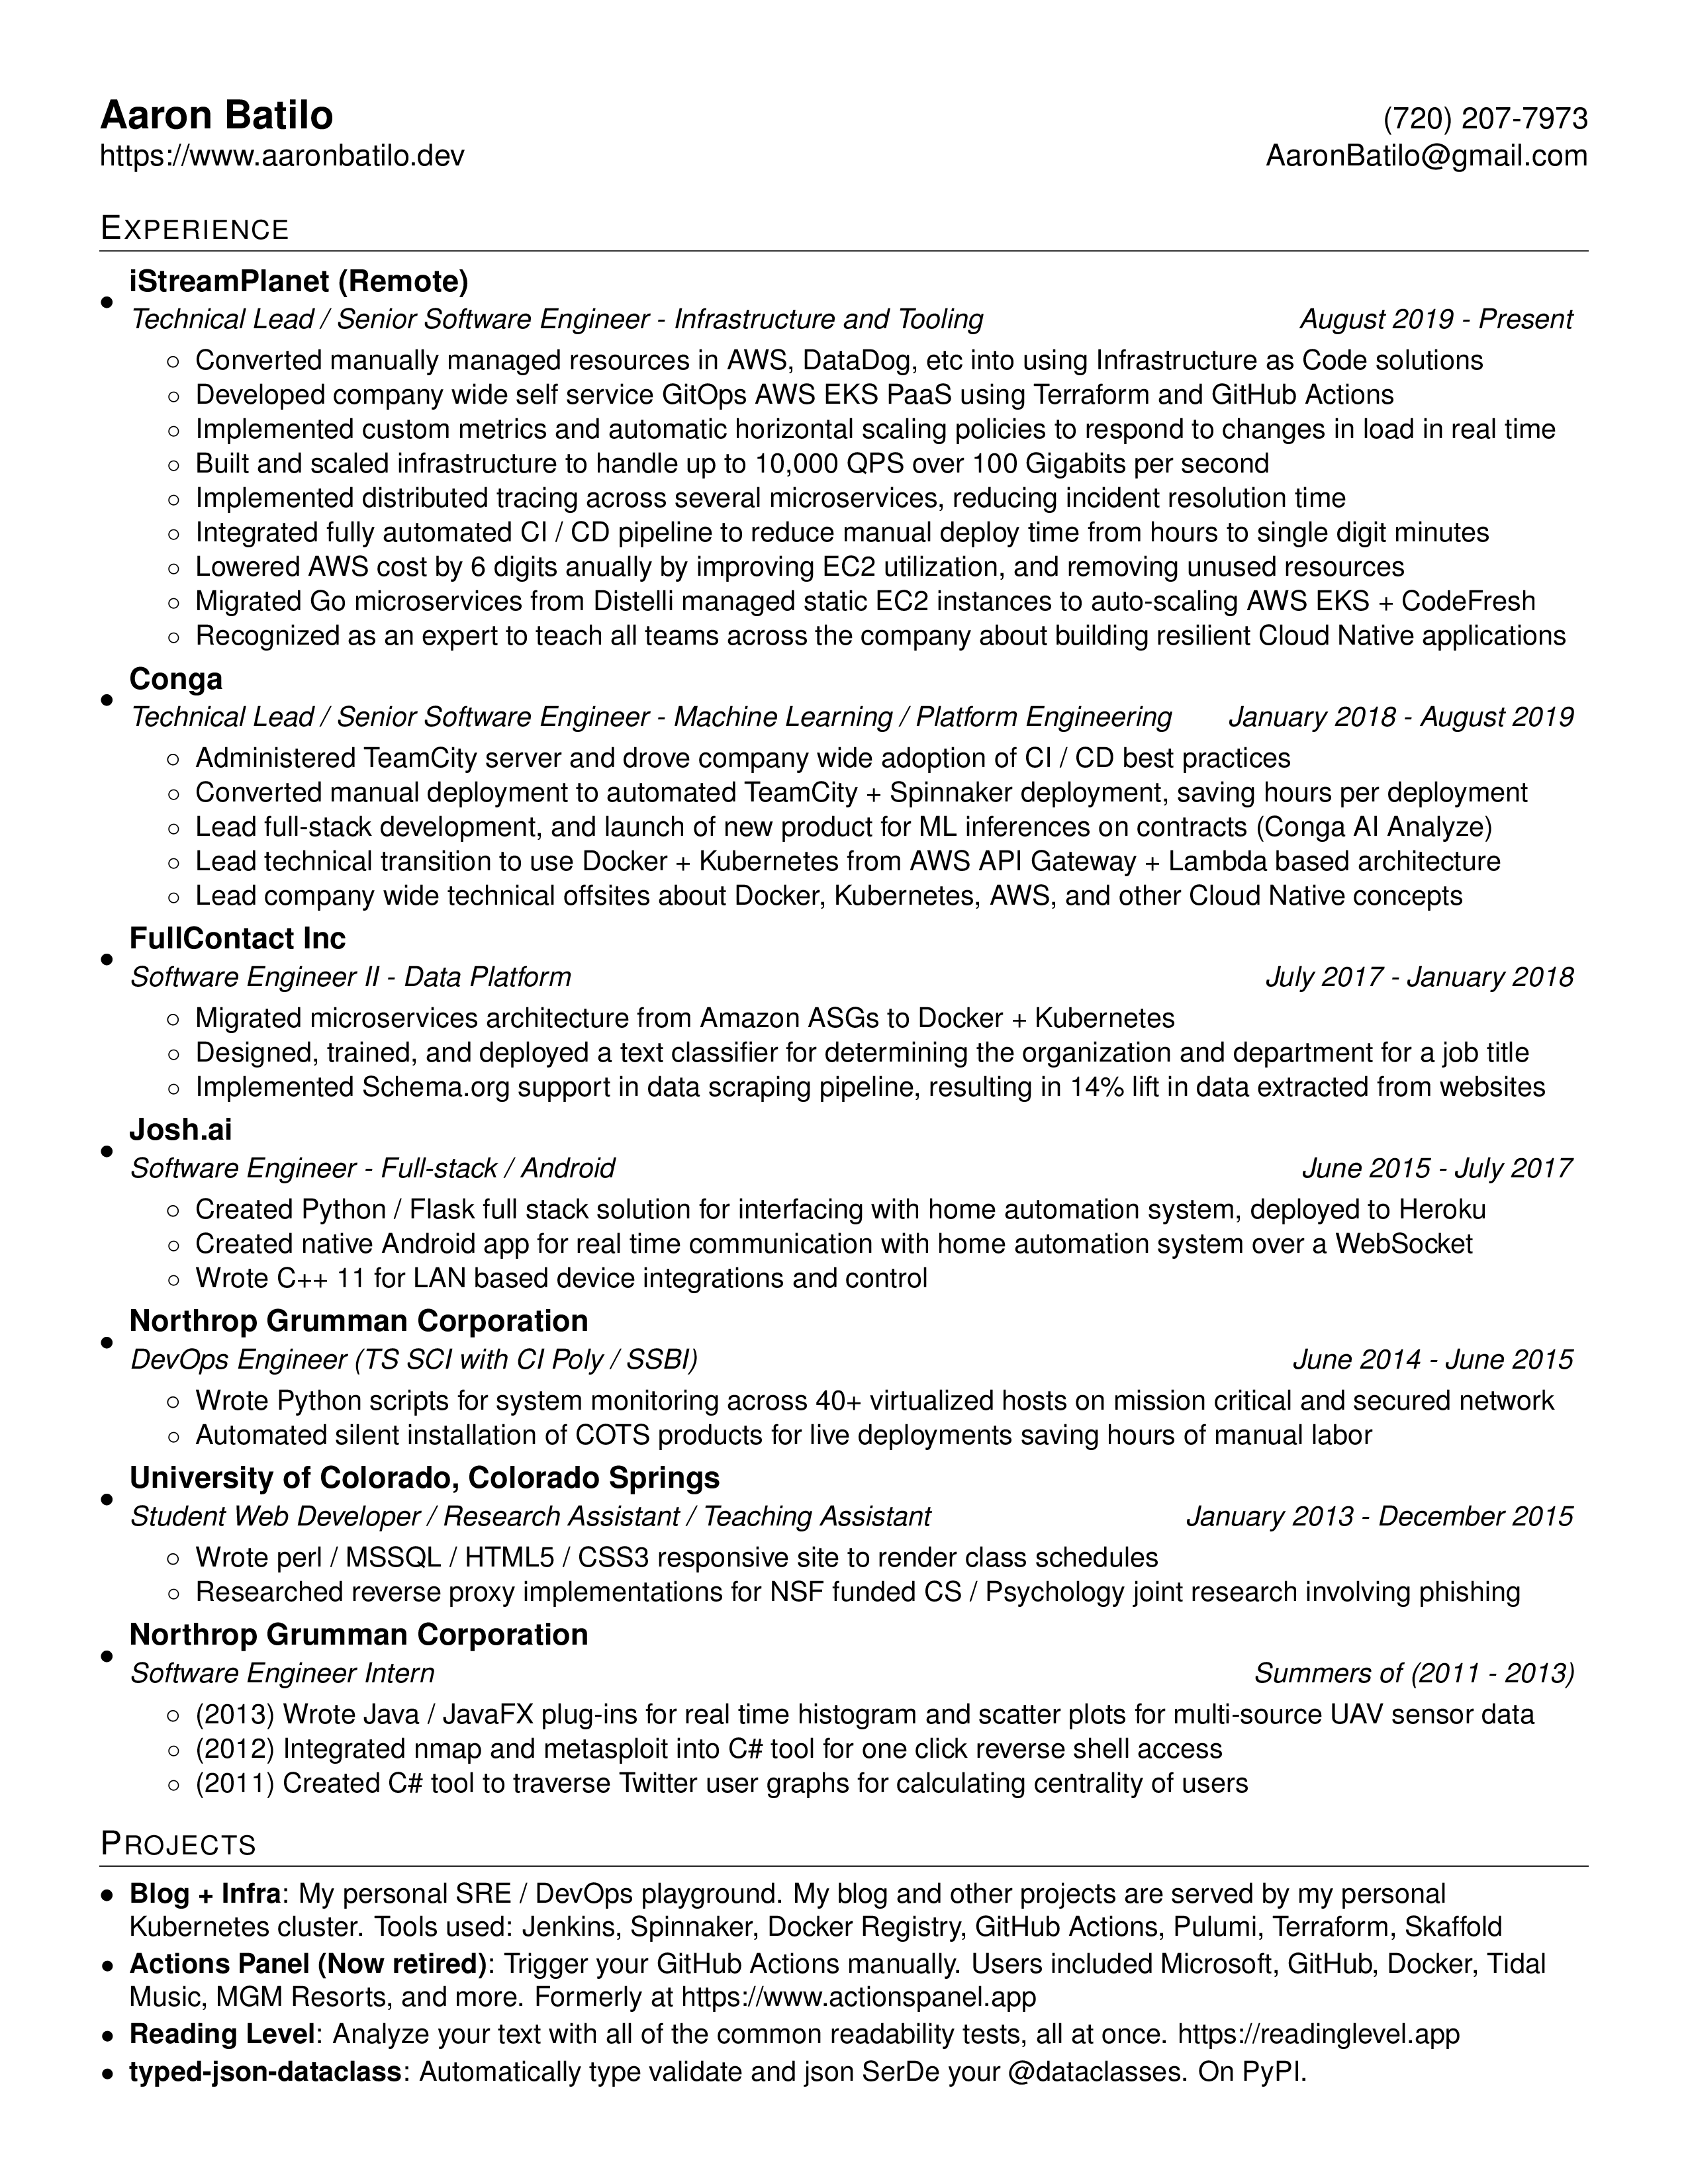 Aaron Batilo (720) 207-7973
https://www.aaronbatilo.dev AaronBatilo@gmail.com
EXPERIENCE
• iStreamPlanet (Remote)
Technical Lead / Senior Software Engineer - Infrastructure and Tooling August 2019 - Present
○ Converted manually managed resources in AWS, DataDog, etc into using Infrastructure as Code solutions
○ Developed company wide self service GitOps AWS EKS PaaS using Terraform and GitHub Actions
○ Implemented custom metrics and automatic horizontal scaling policies to respond to changes in load in real time
○ Built and scaled infrastructure to handle up to 10,000 QPS over 100 Gigabits per second
○ Implemented distributed tracing across several microservices, reducing incident resolution time
○ Integrated fully automated CI / CD pipeline to reduce manual deploy time from hours to single digit minutes
○ Lowered AWS cost by 6 digits anually by improving EC2 utilization, and removing unused resources
○ Migrated Go microservices from Distelli managed static EC2 instances to auto-scaling AWS EKS + CodeFresh
○ Recognized as an expert to teach all teams across the company about building resilient Cloud Native applications
• Conga
Technical Lead / Senior Software Engineer - Machine Learning / Platform Engineering January 2018 - August 2019
○ Administered TeamCity server and drove company wide adoption of CI / CD best practices
○ Converted manual deployment to automated TeamCity + Spinnaker deployment, saving hours per deployment
○ Lead full-stack development, and launch of new product for ML inferences on contracts (Conga AI Analyze)
○ Lead technical transition to use Docker + Kubernetes from AWS API Gateway + Lambda based architecture
○ Lead company wide technical offsites about Docker, Kubernetes, AWS, and other Cloud Native concepts
• FullContact Inc
Software Engineer II - Data Platform July 2017 - January 2018
○ Migrated microservices architecture from Amazon ASGs to Docker + Kubernetes
○ Designed, trained, and deployed a text classifier for determining the organization and department for a job title
○ Implemented Schema.org support in data scraping pipeline, resulting in 14% lift in data extracted from websites
• Josh.ai
Software Engineer - Full-stack / Android June 2015 - July 2017
○ Created Python / Flask full stack solution for interfacing with home automation system, deployed to Heroku
○ Created native Android app for real time communication with home automation system over a WebSocket
○ Wrote C++ 11 for LAN based device integrations and control
• Northrop Grumman Corporation
DevOps Engineer (TS SCI with CI Poly / SSBI) June 2014 - June 2015
○ Wrote Python scripts for system monitoring across 40+ virtualized hosts on mission critical and secured network
○ Automated silent installation of COTS products for live deployments saving hours of manual labor
• University of Colorado, Colorado Springs
Student Web Developer / Research Assistant / Teaching Assistant January 2013 - December 2015
○ Wrote perl / MSSQL / HTML5 / CSS3 responsive site to render class schedules
○ Researched reverse proxy implementations for NSF funded CS / Psychology joint research involving phishing
• Northrop Grumman Corporation
Software Engineer Intern Summers of (2011 - 2013)
○ (2013) Wrote Java / JavaFX plug-ins for real time histogram and scatter plots for multi-source UAV sensor data
○ (2012) Integrated nmap and metasploit into C# tool for one click reverse shell access
○ (2011) Created C# tool to traverse Twitter user graphs for calculating centrality of users
PROJECTS
• Blog + Infra: My personal SRE / DevOps playground. My blog and other projects are served by my personal
Kubernetes cluster. Tools used: Jenkins, Spinnaker, Docker Registry, GitHub Actions, Pulumi, Terraform, Skaffold
• Actions Panel (Now retired): Trigger your GitHub Actions manually. Users included Microsoft, GitHub, Docker, Tidal
Music, MGM Resorts, and more. Formerly at https://www.actionspanel.app
• Reading Level: Analyze your text with all of the common readability tests, all at once. https://readinglevel.app
• typed-json-dataclass: Automatically type validate and json SerDe your @dataclasses. On PyPI.